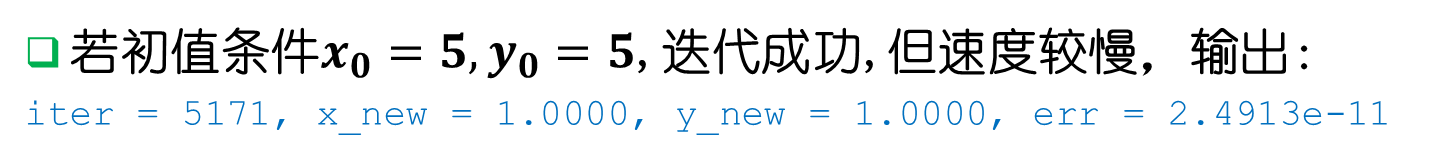 若初值条件x₀ = 5, y₀ = 5, 迭代成功, 但速度较慢，输出：
iter = 5171, x_new = 1.0000, y_new = 1.0000, err = 2.4913e-11